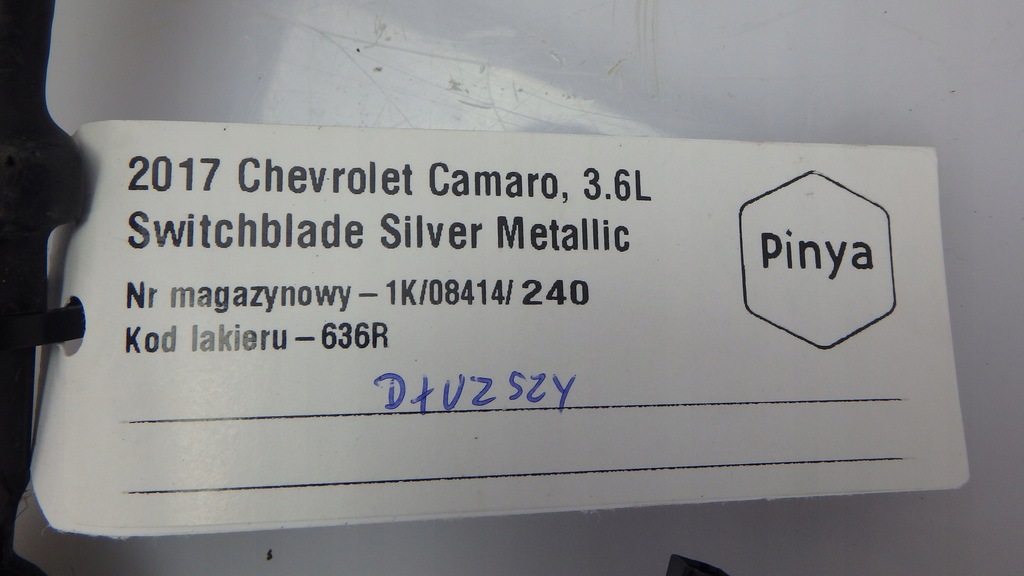 2017 Chevrolet Camaro, 3.6L
Switchblade Silver Metallic
Pinya
Nr magazynowy – 1K/08414/ 240
Kod lakieru – 636R
DŁUZSZY